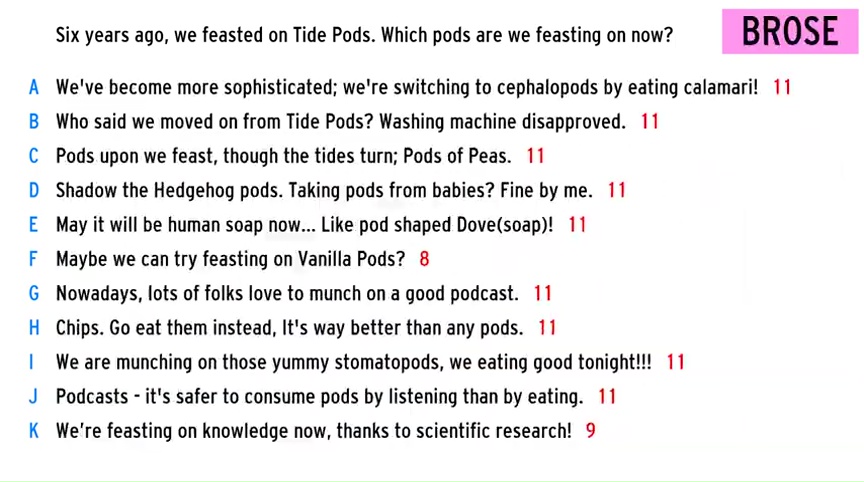 Six years ago, we feasted on Tide Pods. Which pods are we feasting on now?
BROSE
A We've become more sophisticated; we're switching to cephalopods by eating calamari! 11
B Who said we moved on from Tide Pods? Washing machine disapproved. 11
C Pods upon we feast, though the tides turn; Pods of Peas. 11
D Shadow the Hedgehog pods. Taking pods from babies? Fine by me. 11
E May it will be human soap now... Like pod shaped Dove(soap)! 11
F Maybe we can try feasting on Vanilla Pods? 8
G Nowadays, lots of folks love to munch on a good podcast. 11
H Chips. Go eat them instead, It's way better than any pods. 11
I We are munching on those yummy stomatopods, we eating good tonight!!! 11
J Podcasts - it's safer to consume pods by listening than by eating. 11
K We're feasting on knowledge now, thanks to scientific research! 9